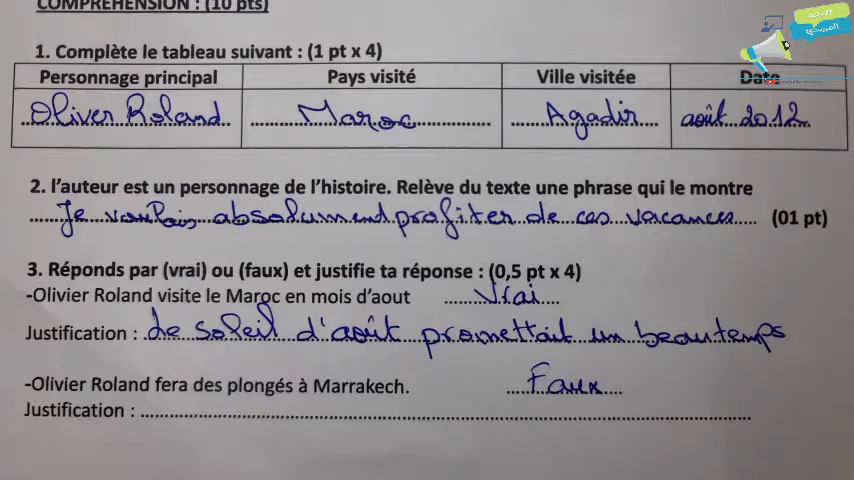 COMPRÉHENSION : (10 pts)
1. Complète le tableau suivant : (1 pt x 4)
Personnage principal Pays visité Ville visitée Date
Oliver Roland Maroc Agadir août 2012
2. l'auteur est un personnage de l'histoire. Relève du texte une phrase qui le montre
Je voulais absolument profiter de ces vacances (01 pt)
3. Réponds par (vrai) ou (faux) et justifie ta réponse : (0,5 pt x 4)
-Olivier Roland visite le Maroc en mois d'aout Vrai
Justification : Le soleil d'août promettait un beau temps
-Olivier Roland fera des plongés à Marrakech. Faux
Justification :